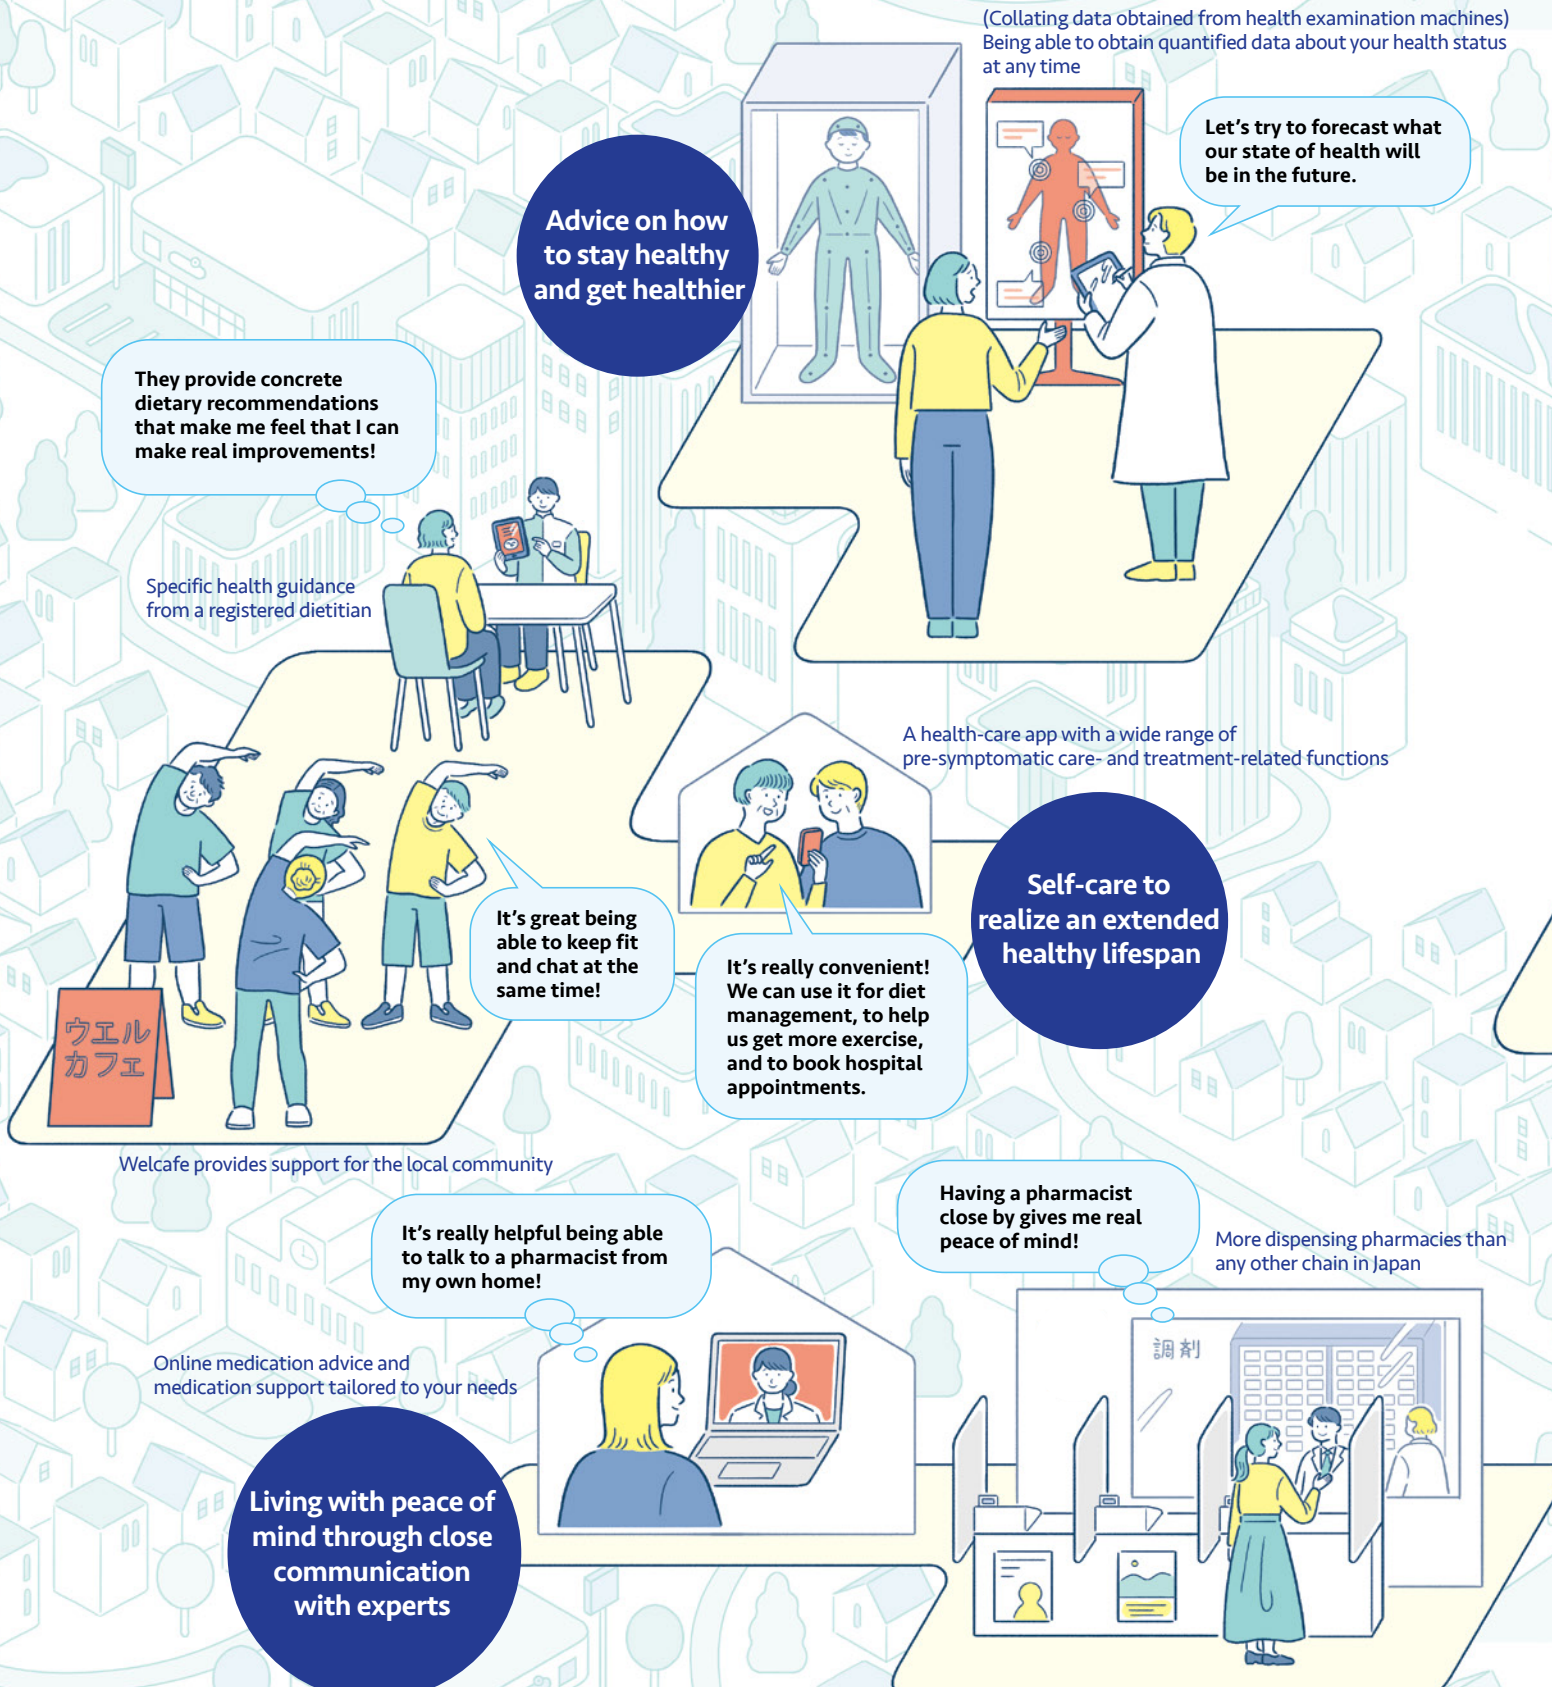 (Collating data obtained from health examination machines)
Being able to obtain quantified data about your health status
at any time
Let's try to forecast what
our state of health will
be in the future.
Advice on how
to stay healthy
and get healthier
They provide concrete
dietary recommendations
that make me feel that I can
make real improvements!
Specific health guidance
from a registered dietitian
A health-care app with a wide range of
pre-symptomatic care- and treatment-related functions
Self-care to
realize an extended
healthy lifespan
It's great being
able to keep fit
and chat at the
same time!
It's really convenient!
We can use it for diet
management, to help
us get more exercise,
and to book hospital
appointments.
ウエル
カフェ
Welcafe provides support for the local community
It's really helpful being able
to talk to a pharmacist from
my own home!
Having a pharmacist
close by gives me real
peace of mind!
More dispensing pharmacies than
any other chain in Japan
調剤
Online medication advice and
medication support tailored to your needs
Living with peace of
mind through close
communication
with experts